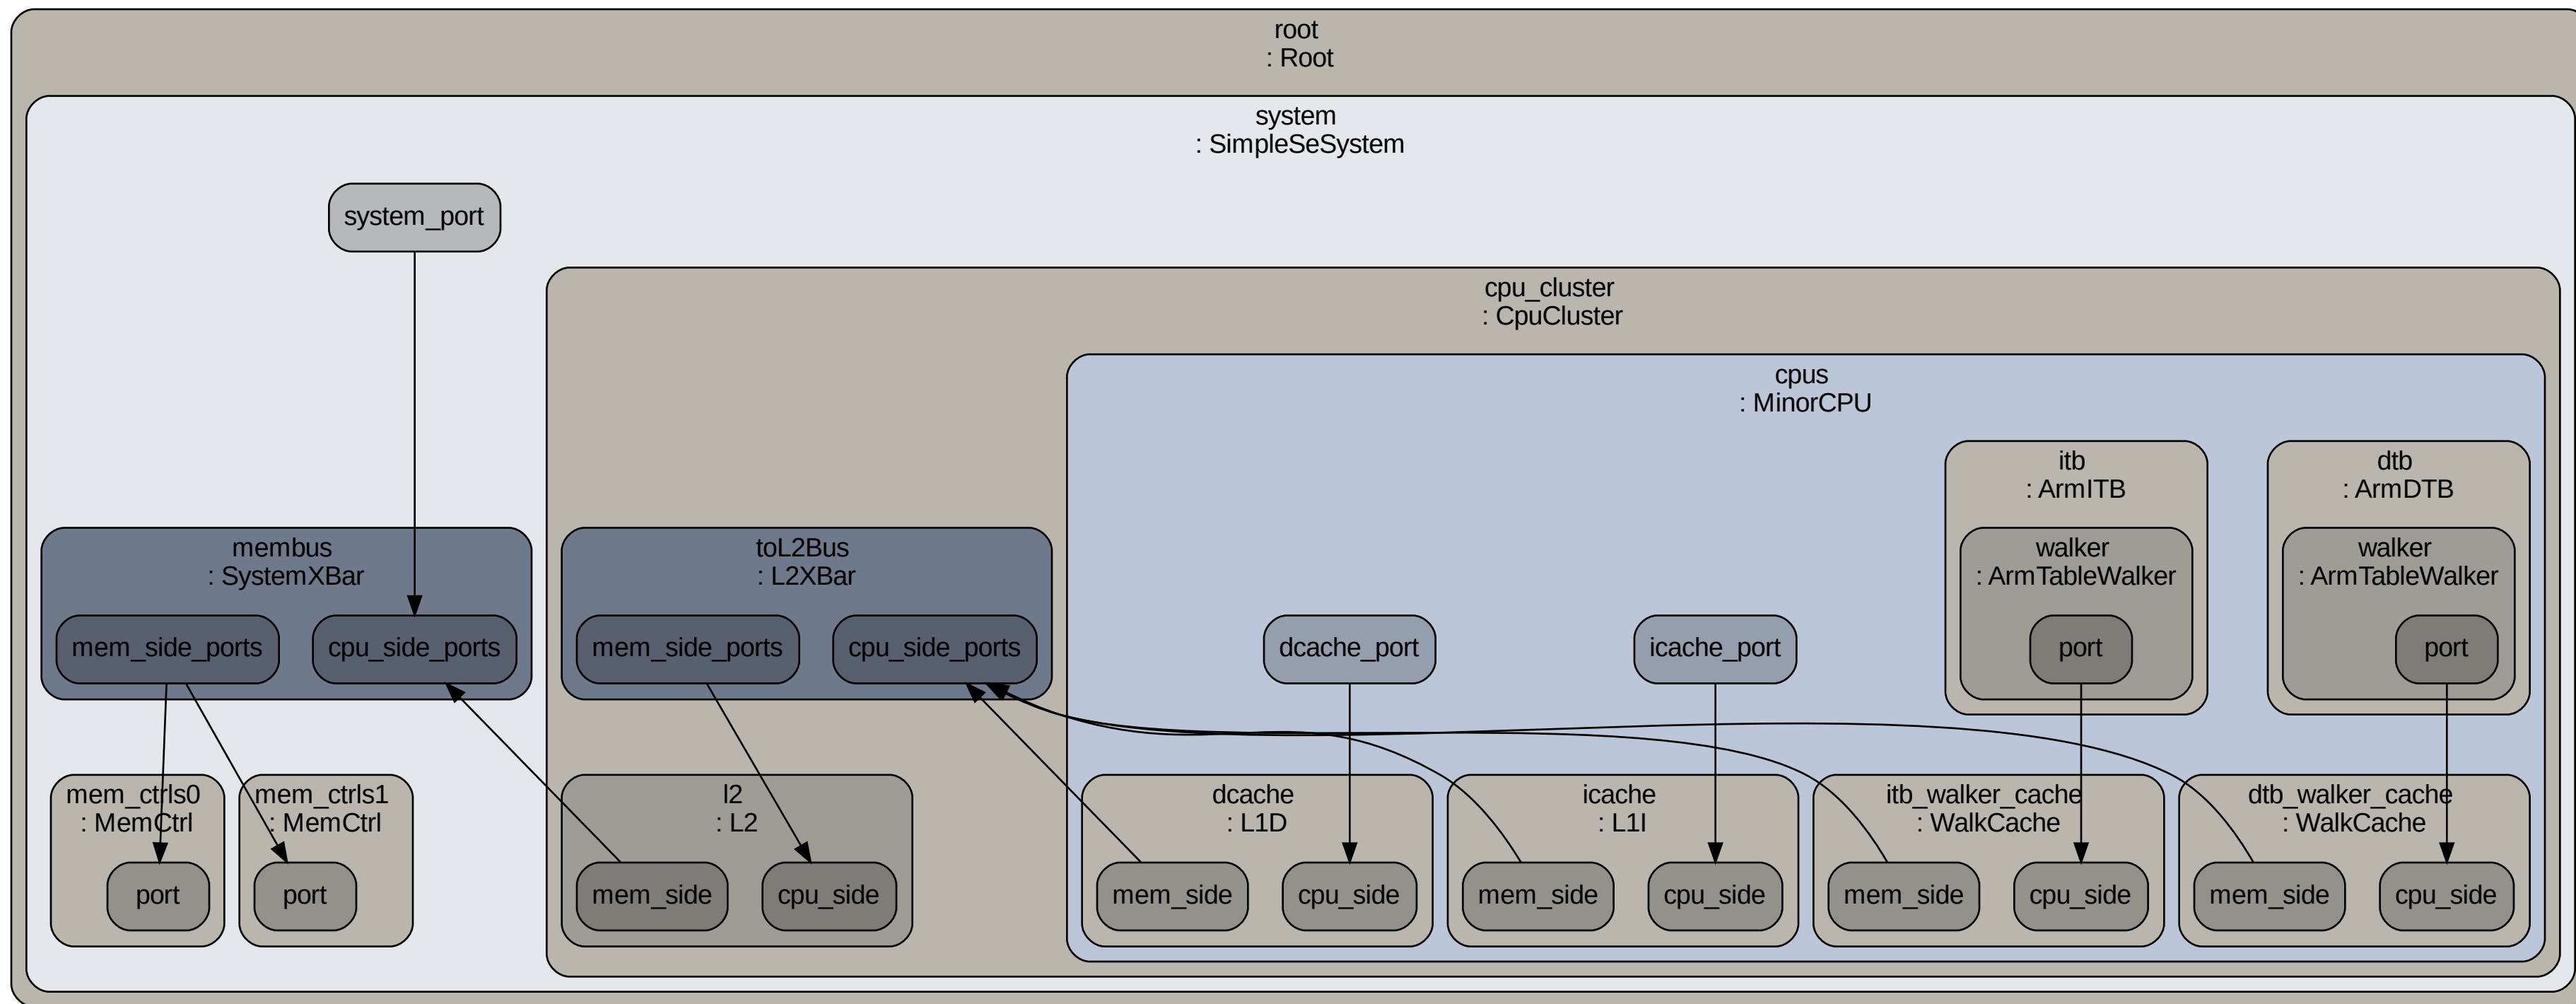 root
: Root
system
: SimpleSeSystem
system_port
cpu_cluster
: CpuCluster
cpus
: MinorCPU
itb
: ArmITB
dtb
: ArmDTB
membus
: SystemXBar
toL2Bus
: L2XBar
walker
: ArmTableWalker
walker
: ArmTableWalker
mem_side_ports
cpu_side_ports
mem_side_ports
cpu_side_ports
dcache_port
icache_port
port
port
mem_ctrls0
: MemCtrl
mem_ctrls1
: MemCtrl
l2
: L2
dcache
: L1D
icache
: L1I
itb_walker_cache
: WalkCache
dtb_walker_cache
: WalkCache
port
port
mem_side
cpu_side
mem_side
cpu_side
mem_side
cpu_side
mem_side
cpu_side
mem_side
cpu_side